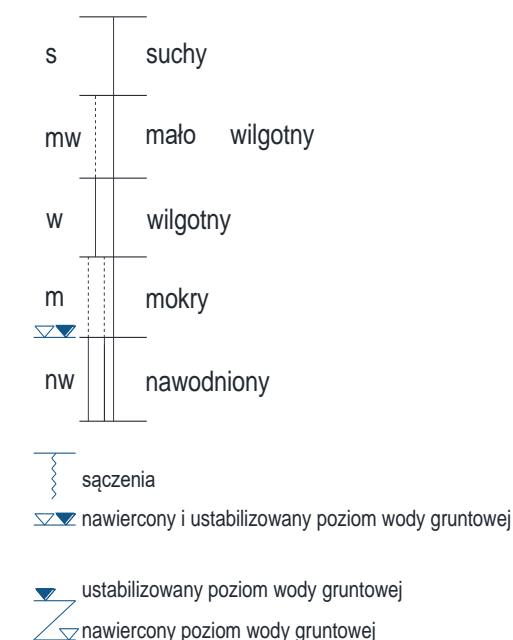 s suchy
mw mało wilgotny
w wilgotny
m mokry
nw nawodniony
sączenia
nawiercony i ustabilizowany poziom wody gruntowej
ustabilizowany poziom wody gruntowej
nawiercony poziom wody gruntowej